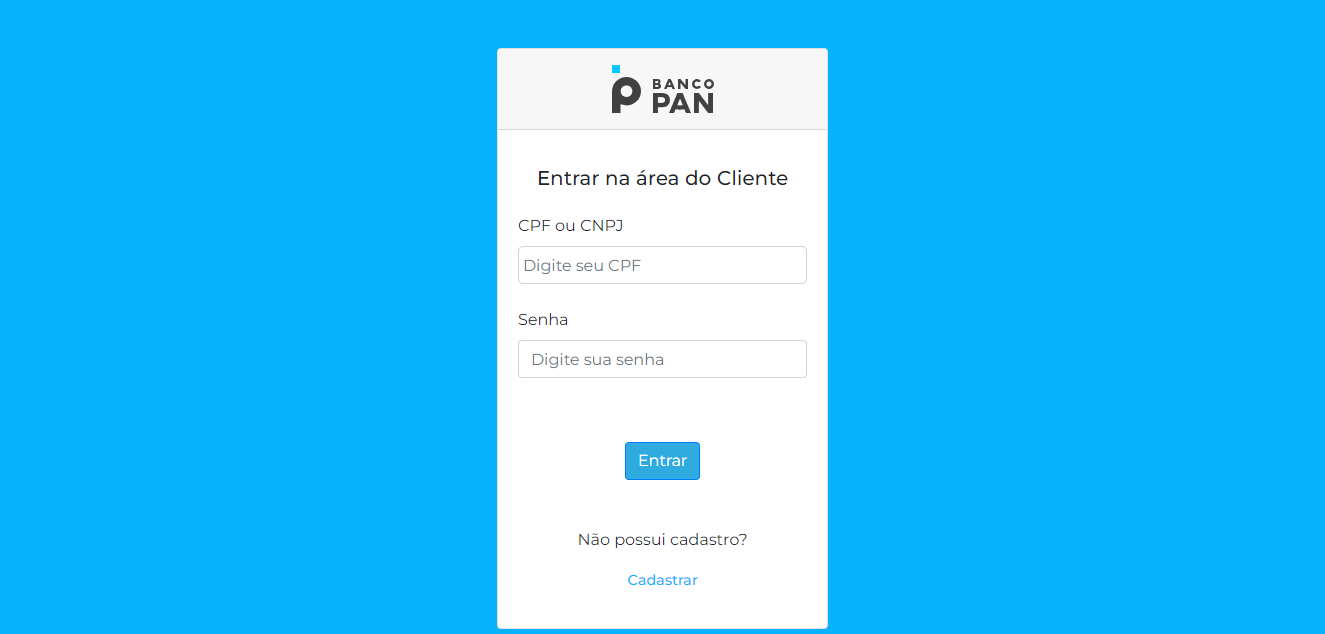 BANCO
PAN
Entrar na área do Cliente
CPF ou CNPJ
Digite seu CPF
Senha
Digite sua senha
Entrar
Não possui cadastro?
Cadastrar